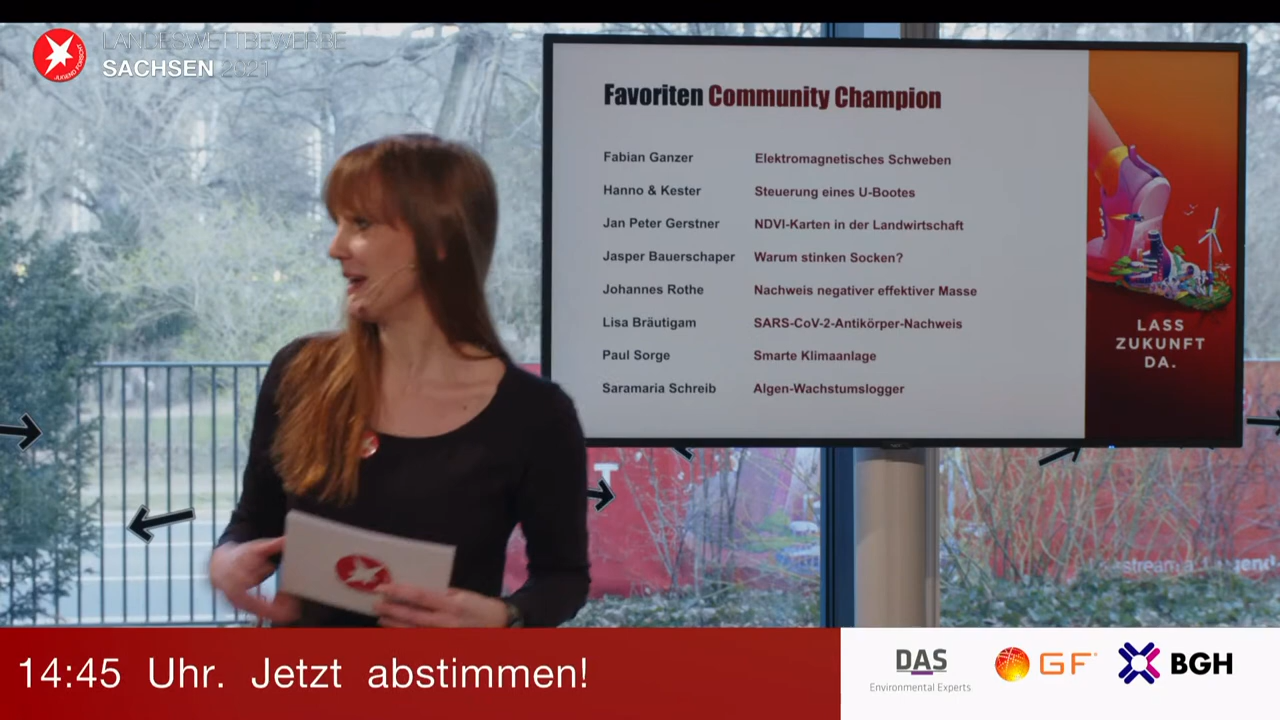 LANDESWETTBEWERBE
SACHSEN 2021
JUGEND FORSCHT
Favoriten Community Champion
Fabian Ganzer Elektromagnetisches Schweben
Hanno & Kester Steuerung eines U-Bootes
Jan Peter Gerstner NDVI-Karten in der Landwirtschaft
Jasper Bauerschaper Warum stinken Socken?
Johannes Rothe Nachweis negativer effektiver Masse
Lisa Bräutigam SARS-CoV-2-Antikörper-Nachweis
Paul Sorge Smarte Klimaanlage
Saramaria Schreib Algen-Wachstumslogger
LASS
ZUKUNFT
DA.
14:45 Uhr. Jetzt abstimmen!
DAS
Environmental Experts
GF
BGH